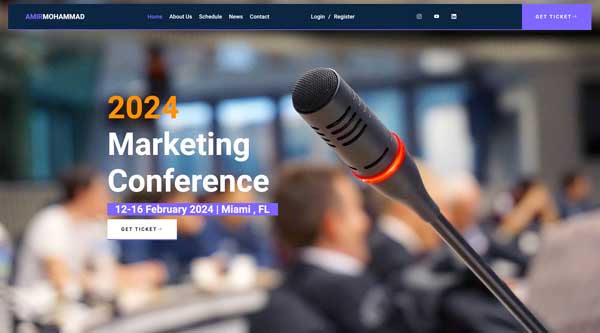 AMIRMOHAMMAD Home About Us Schedule News Contact Login / Register GET TICKET
2024
Marketing
Conference
12-16 February 2024 | Miami , FL
GET TICKET